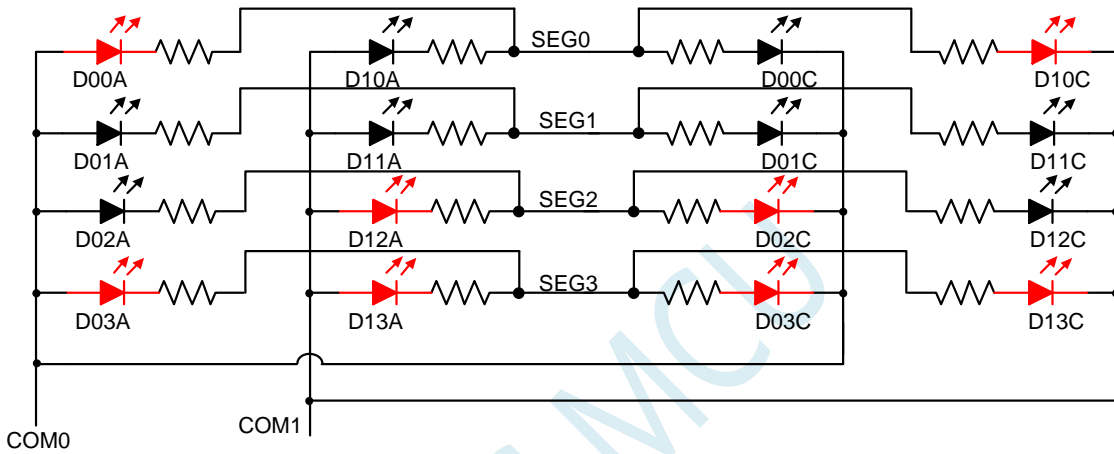 SEG0
D00A
D10A
D00C
D10C
SEG1
D01A
D11A
D01C
D11C
SEG2
D02A
D12A
D02C
D12C
SEG3
D03A
D13A
D03C
D13C
COM0
COM1
MCU